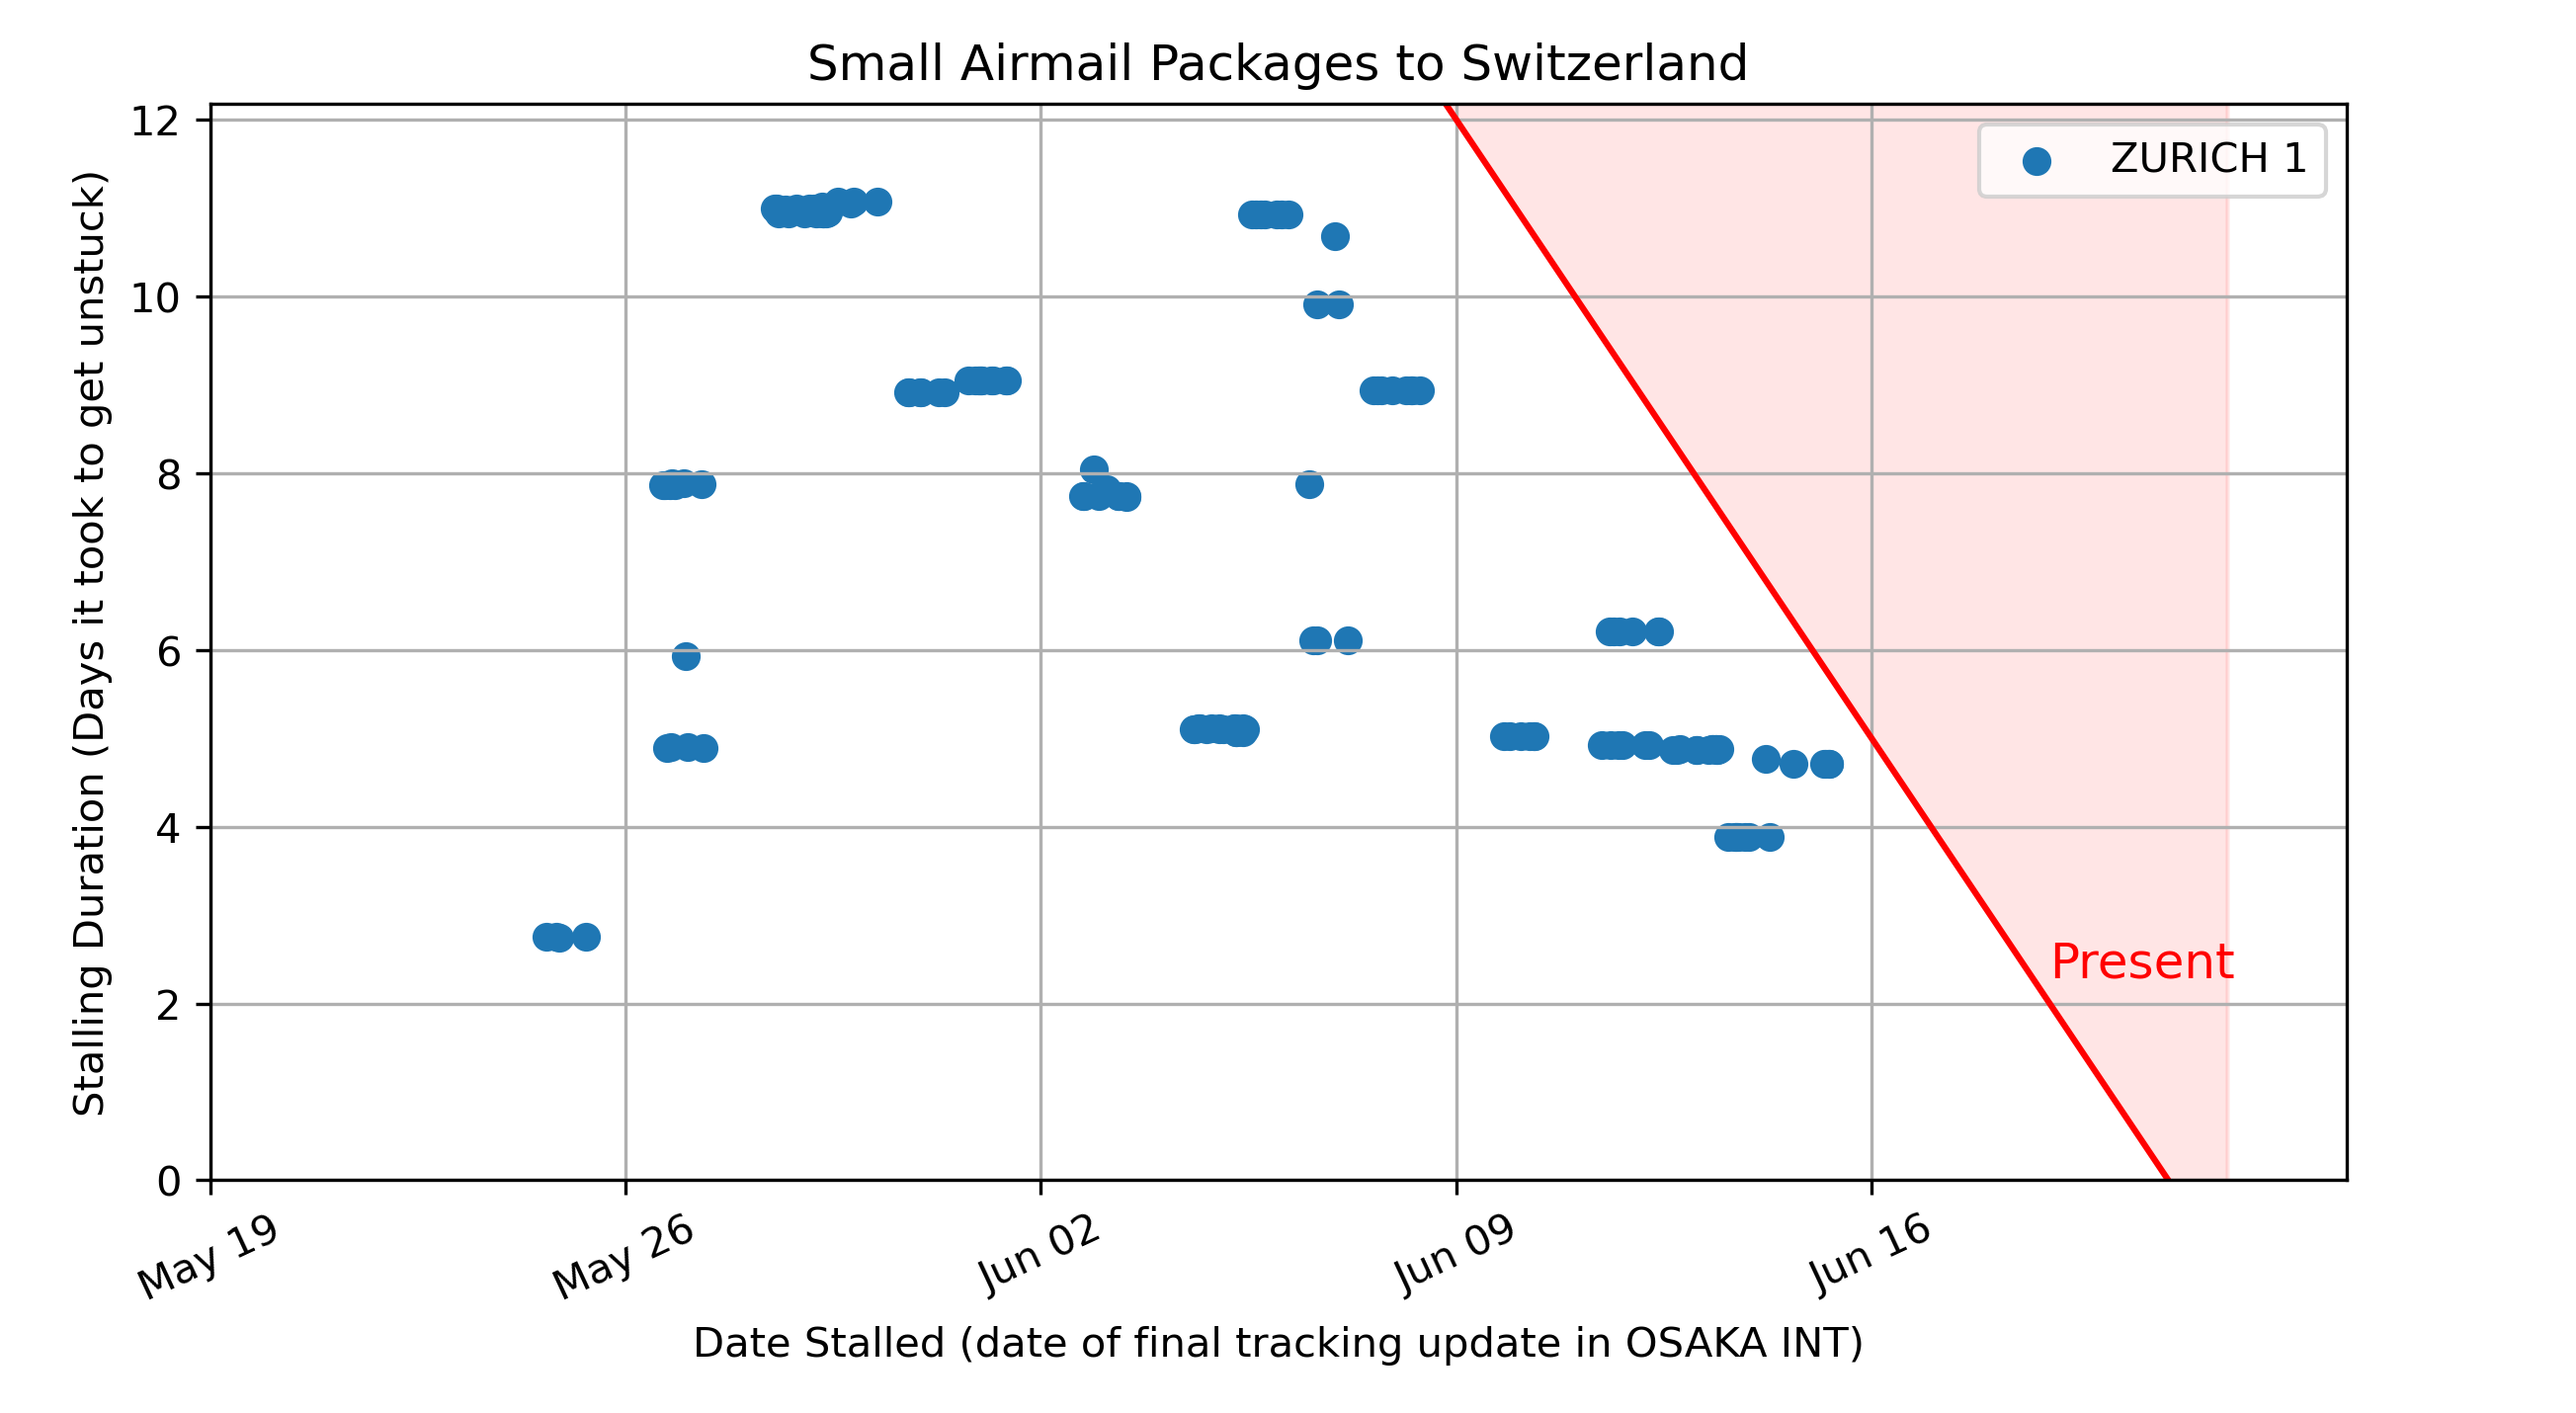 Small Airmail Packages to Switzerland
Stalling Duration (Days it took to get unstuck)
12
10
8
6
4
2
0
ZURICH 1
Present
May 19
May 26
Jun 02
Jun 09
Jun 16
Date Stalled (date of final tracking update in OSAKA INT)